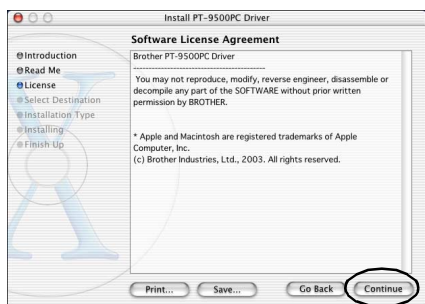 Install PT-9500PC Driver
Software License Agreement
Introduction
Read Me
License
Select Destination
Installation Type
Installing
Finish Up
Brother PT-9500PC Driver
------------------------------------------------
You may not reproduce, modify, reverse engineer, disassemble or
decompile any part of the SOFTWARE without prior written
permission by BROTHER.
* Apple and Macintosh are registered trademarks of Apple
Computer, Inc.
(c) Brother Industries, Ltd., 2003. All rights reserved.
Print... Save... Go Back Continue